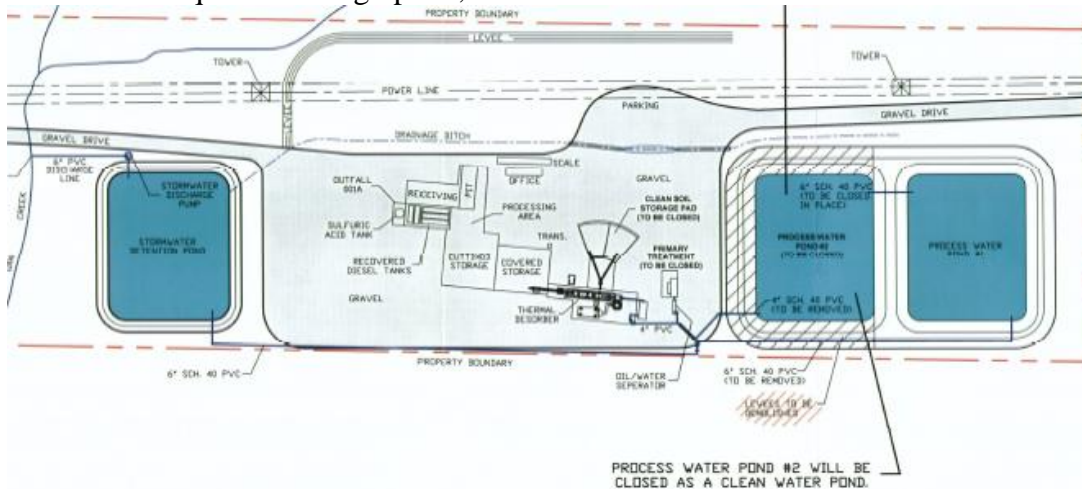 PROPERTY BOUNDARY
LEVEE
TOWER
POWER LINE
TOWER
PARKING
LEVEE
GRAVEL DRIVE
GRAVEL DRIVE
DRAINAGE DITCH
6" PVC
DISCHARGE
LINE
STORMWATER
DISCHARGE
PUMP
CREEK
STORMWATER
DETENTION POND
OUTFALL
001A
SULFURIC
ACID TANK
RECEIVING
PIT
SCALE
OFFICE
GRAVEL
PROCESSING
AREA
CLEAN SOIL
STORAGE PAD
(TO BE CLOSED)
TRANS.
RECOVERED
DIESEL TANKS
CUTTINGS
STORAGE
COVERED
STORAGE
PRIMARY
TREATMENT
(TO BE CLOSED)
GRAVEL
THERMAL
DESORBER
4" PVC
6" SCH. 40 PVC
(TO BE CLOSED
IN PLACE)
PROCESS WATER
POND #2
(TO BE CLOSED)
PROCESS WATER
POND #1
4" SCH. 40 PVC
(TO BE REMOVED)
6" SCH. 40 PVC
PROPERTY BOUNDARY
OIL/WATER
SEPERATOR
6" SCH. 40 PVC
(TO BE REMOVED)
LEVEES TO BE
DEMOLISHED
PROCESS WATER POND #2 WILL BE
CLOSED AS A CLEAN WATER POND.